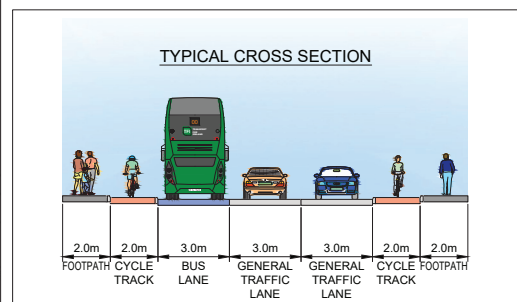 TYPICAL CROSS SECTION
2.0m 2.0m 3.0m 3.0m 3.0m 2.0m 2.0m
FOOTPATH CYCLE BUS GENERAL GENERAL CYCLE FOOTPATH
TRACK LANE TRAFFIC TRAFFIC TRACK
LANE LANE